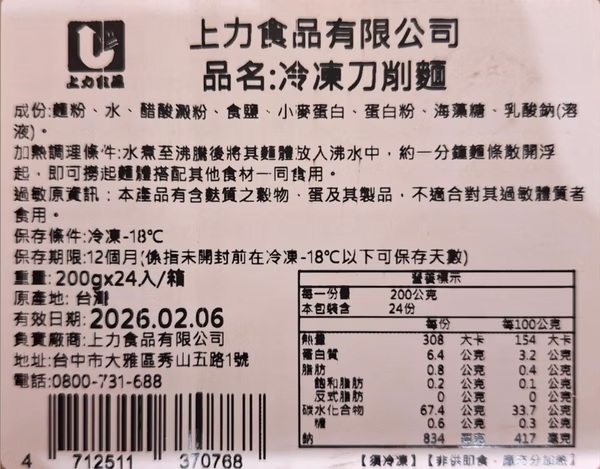 上力食品
上力食品有限公司
品名:冷凍刀削麵
成份:麵粉、水、醋酸澱粉、食鹽、小麥蛋白、蛋白粉、海藻糖、乳酸鈉(溶
液)。
加熱調理條件:水煮至沸騰後將其麵體放入沸水中，約一分鐘麵條散開浮
起，即可撈起麵體搭配其他食材一同食用。
過敏原資訊：本產品有含麩質之穀物、蛋及其製品，不適合對其過敏體質者
食用。
保存條件:冷凍-18℃
保存期限:12個月(係指未開封前在冷凍-18℃以下可保存天數)
重量:200gx24入/箱
原產地: 台灣
有效日期:2026.02.06
負責廠商:上力食品有限公司
地址:台中市大雅區秀山五路1號
電話:0800-731-688
營養標示
每一份量 200公克
本包裝含 24份
每份 每100公克
熱量 308 大卡 154 大卡
蛋白質 6.4 公克 3.2 公克
脂肪 0.8 公克 0.4 公克
飽和脂肪 0.2 公克 0.1 公克
反式脂肪 0 公克 0 公克
碳水化合物 67.4 公克 33.7 公克
糖 0.6 公克 0.3 公克
鈉 834 毫克 417 毫克
4 712511 370768
【須冷凍】【非供即食，應充分加熱】